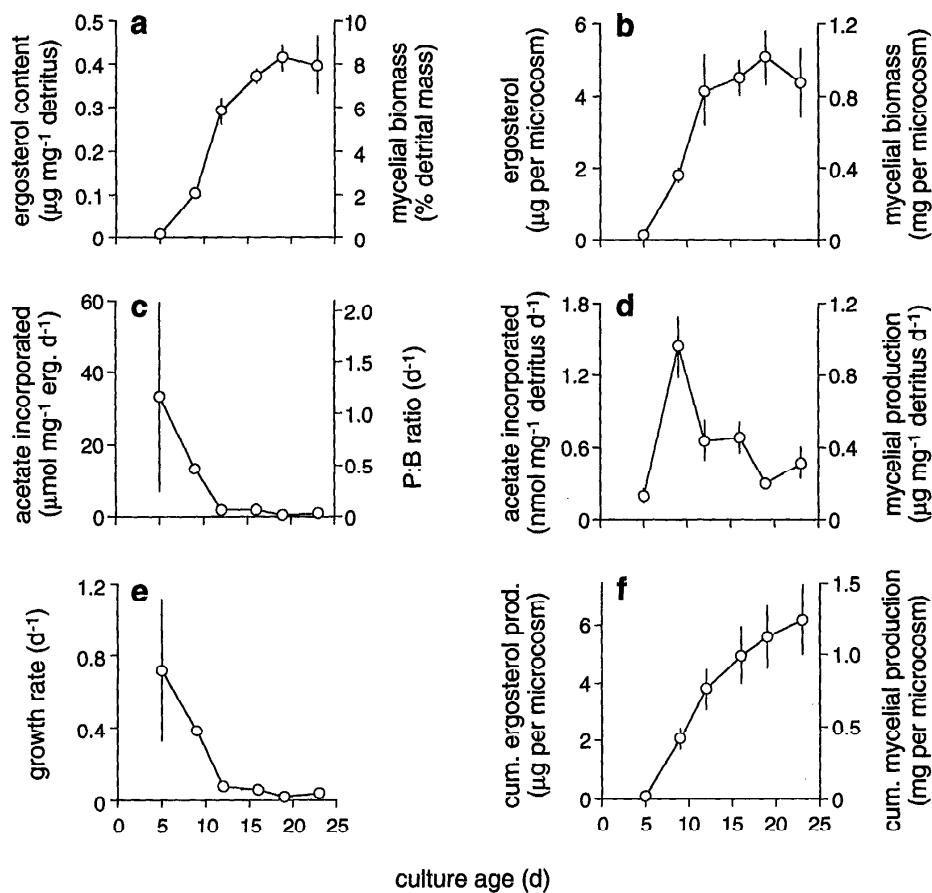 a
0.5
0.4
0.3
0.2
0.1
0
10
8
6
4
2
0
ergosterol content
(μg mg-1 detritus)
mycelial biomass
(% detrital mass)
b
6
4
2
0
1.2
0.8
0.4
0
ergosterol
(μg per microcosm)
mycelial biomass
(mg per microcosm)
c
60
40
20
0
2.0
1.5
1.0
0.5
0
acetate incorporated
(μmol mg-1 erg. d-1)
P:B ratio (d-1)
d
1.8
1.2
0.6
0
1.2
0.8
0.4
0
acetate incorporated
(nmol mg-1 detritus d-1)
mycelial production
(μg mg-1 detritus d-1)
e
1.2
0.8
0.4
0
growth rate (d-1)
0 5 10 15 20 25
f
6
4
2
0
1.5
1.0
0.5
0
cum. ergosterol prod.
(μg per microcosm)
cum. mycelial production
(mg per microcosm)
0 5 10 15 20 25
culture age (d)